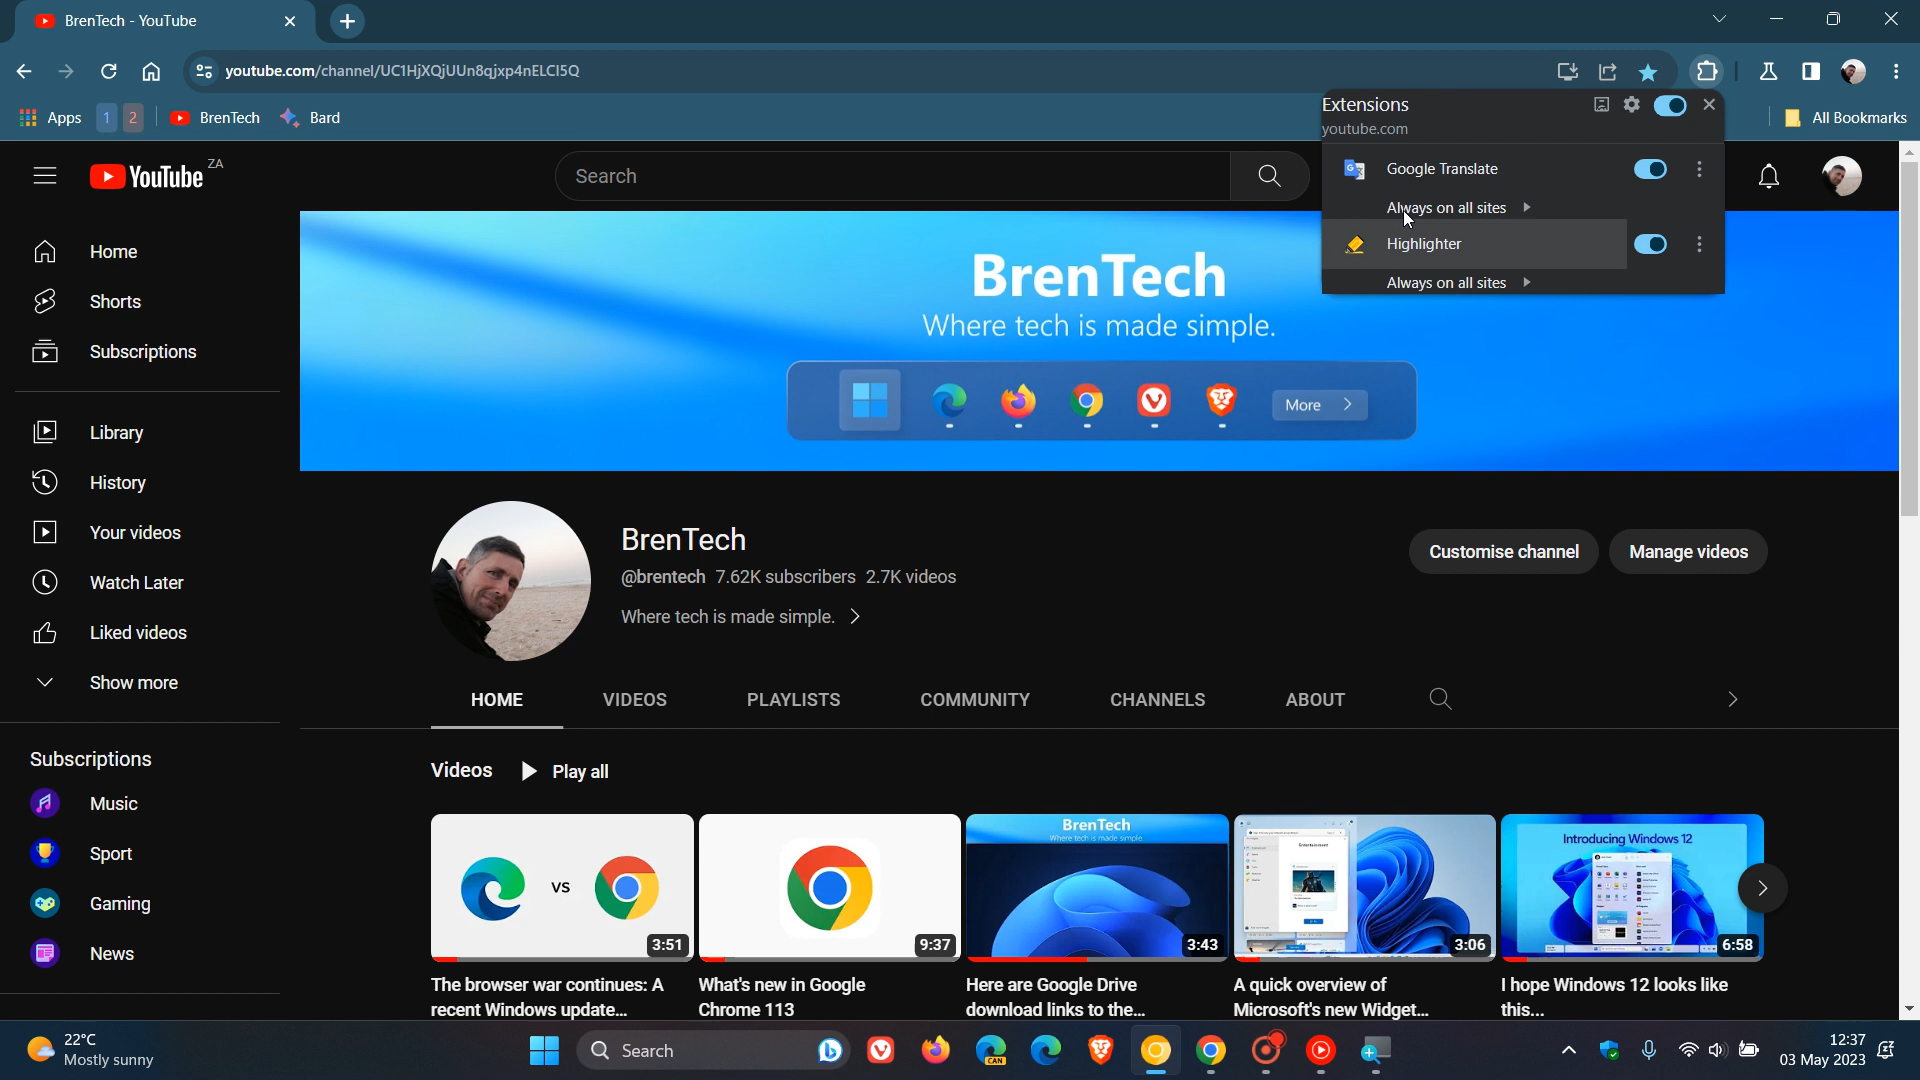 BrenTech - YouTube
youtube.com/channel/UC1HjXQjUUn8qjxp4nELCI5Q
Apps
1
2
BrenTech
Bard
All Bookmarks
Extensions
youtube.com
Google Translate
Always on all sites
Highlighter
Always on all sites
YouTube ZA
Search
Home
Shorts
Subscriptions
Library
History
Your videos
Watch Later
Liked videos
Show more
Subscriptions
Music
Sport
Gaming
News
BrenTech
Where tech is made simple.
More
BrenTech
@brentech 7.62K subscribers 2.7K videos
Where tech is made simple.
Customise channel
Manage videos
HOME
VIDEOS
PLAYLISTS
COMMUNITY
CHANNELS
ABOUT
Videos
Play all
VS
3:51
The browser war continues: A
recent Windows update...
9:37
What's new in Google
Chrome 113
BrenTech
Where tech is made simple.
3:43
Here are Google Drive
download links to the...
3:06
A quick overview of
Microsoft's new Widget...
Introducing Windows 12
6:58
I hope Windows 12 looks like
this...
22°C
Mostly sunny
Search
CAN
12:37
03 May 2023